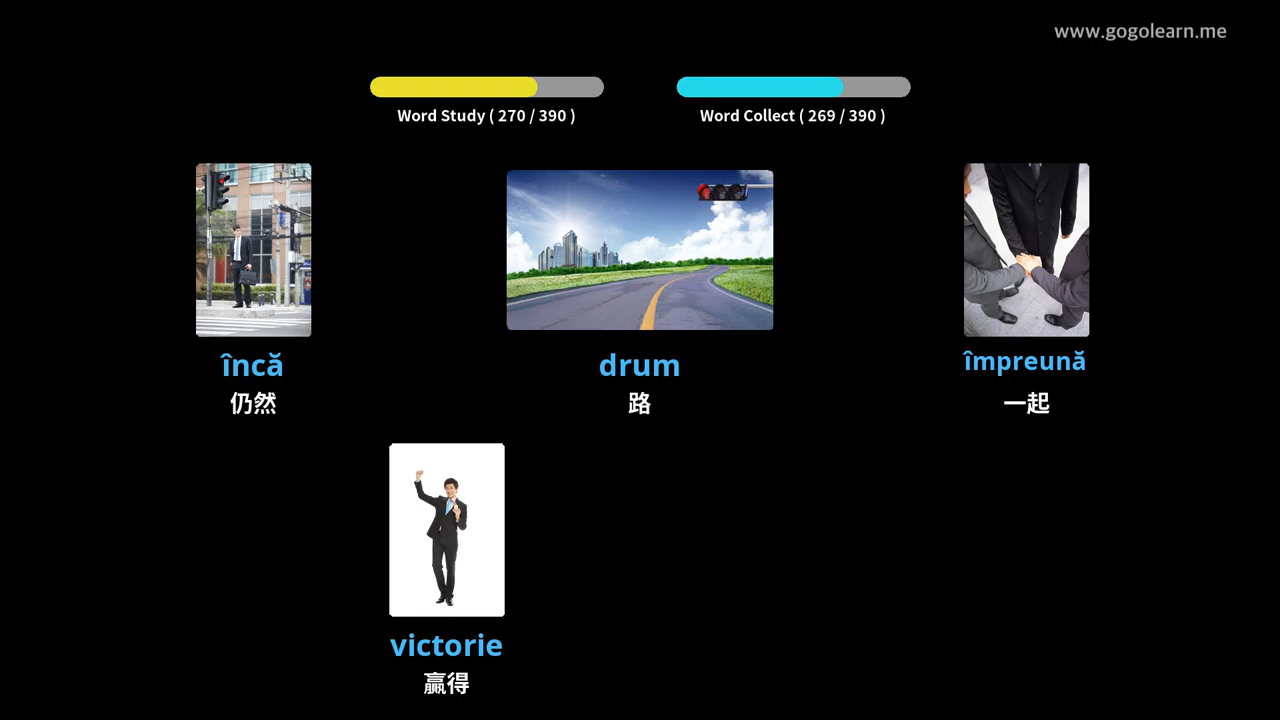 www.gogolearn.me
Word Study ( 270 / 390 )
Word Collect ( 269 / 390 )
încă
drum
împreună
仍然
路
一起
victorie
贏得